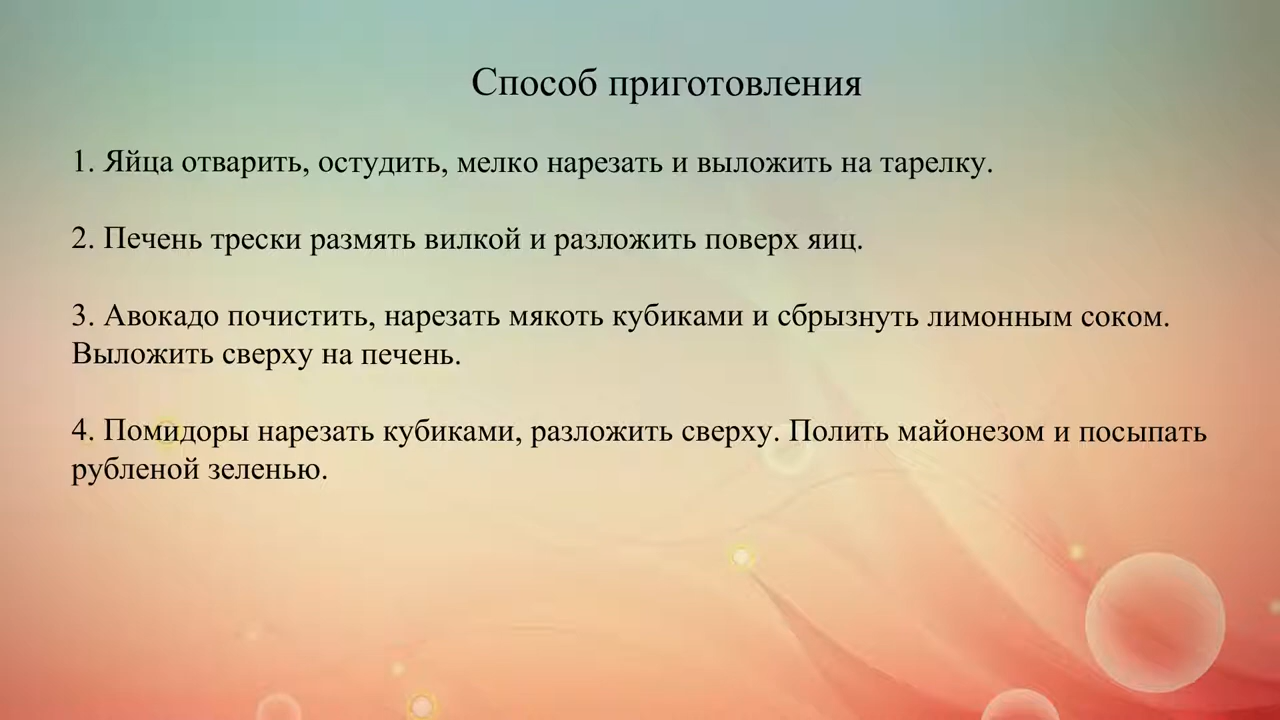 Способ приготовления
1. Яйца отварить, остудить, мелко нарезать и выложить на тарелку.
2. Печень трески размять вилкой и разложить поверх яиц.
3. Авокадо почистить, нарезать мякоть кубиками и сбрызнуть лимонным соком.
Выложить сверху на печень.
4. Помидоры нарезать кубиками, разложить сверху. Полить майонезом и посыпать
рубленой зеленью.